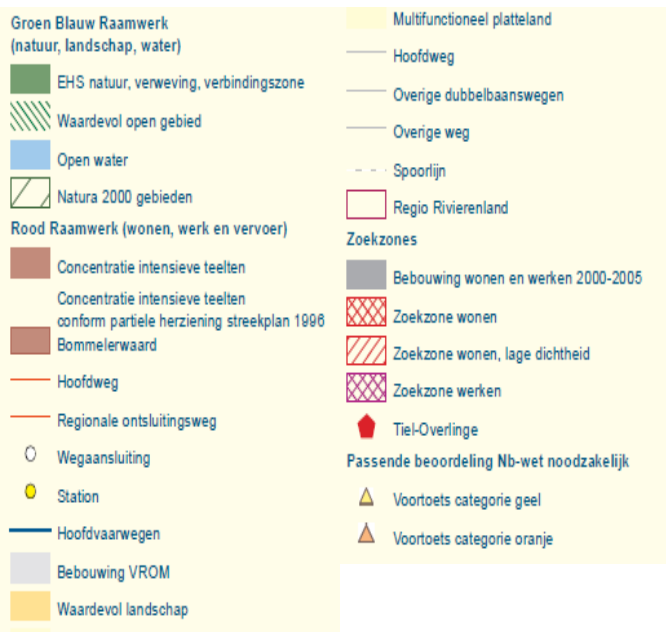 Groen Blauw Raamwerk
(natuur, landschap, water)
EHS natuur, verweving, verbindingszone
Waardevol open gebied
Open water
Natura 2000 gebieden
Rood Raamwerk (wonen, werk en vervoer)
Concentratie intensieve teelten
Concentratie intensieve teelten
conform partiele herziening streekplan 1996
Bommelerwaard
Hoofdweg
Regionale ontsluitingsweg
Wegaansluiting
Station
Hoofdvaarwegen
Bebouwing VROM
Waardevol landschap
Multifunctioneel platteland
Hoofdweg
Overige dubbelbaanswegen
Overige weg
Spoorlijn
Regio Rivierenland
Zoekzones
Bebouwing wonen en werken 2000-2005
Zoekzone wonen
Zoekzone wonen, lage dichtheid
Zoekzone werken
Tiel-Overlinge
Passende beoordeling Nb-wet noodzakelijk
Voortoets categorie geel
Voortoets categorie oranje